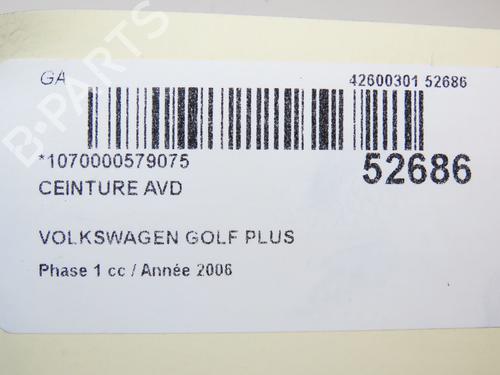 GA 42600301 52686
*1070000579075 52686
CEINTURE AVD
VOLKSWAGEN GOLF PLUS
Phase 1 cc / Année 2006
B-PARTS